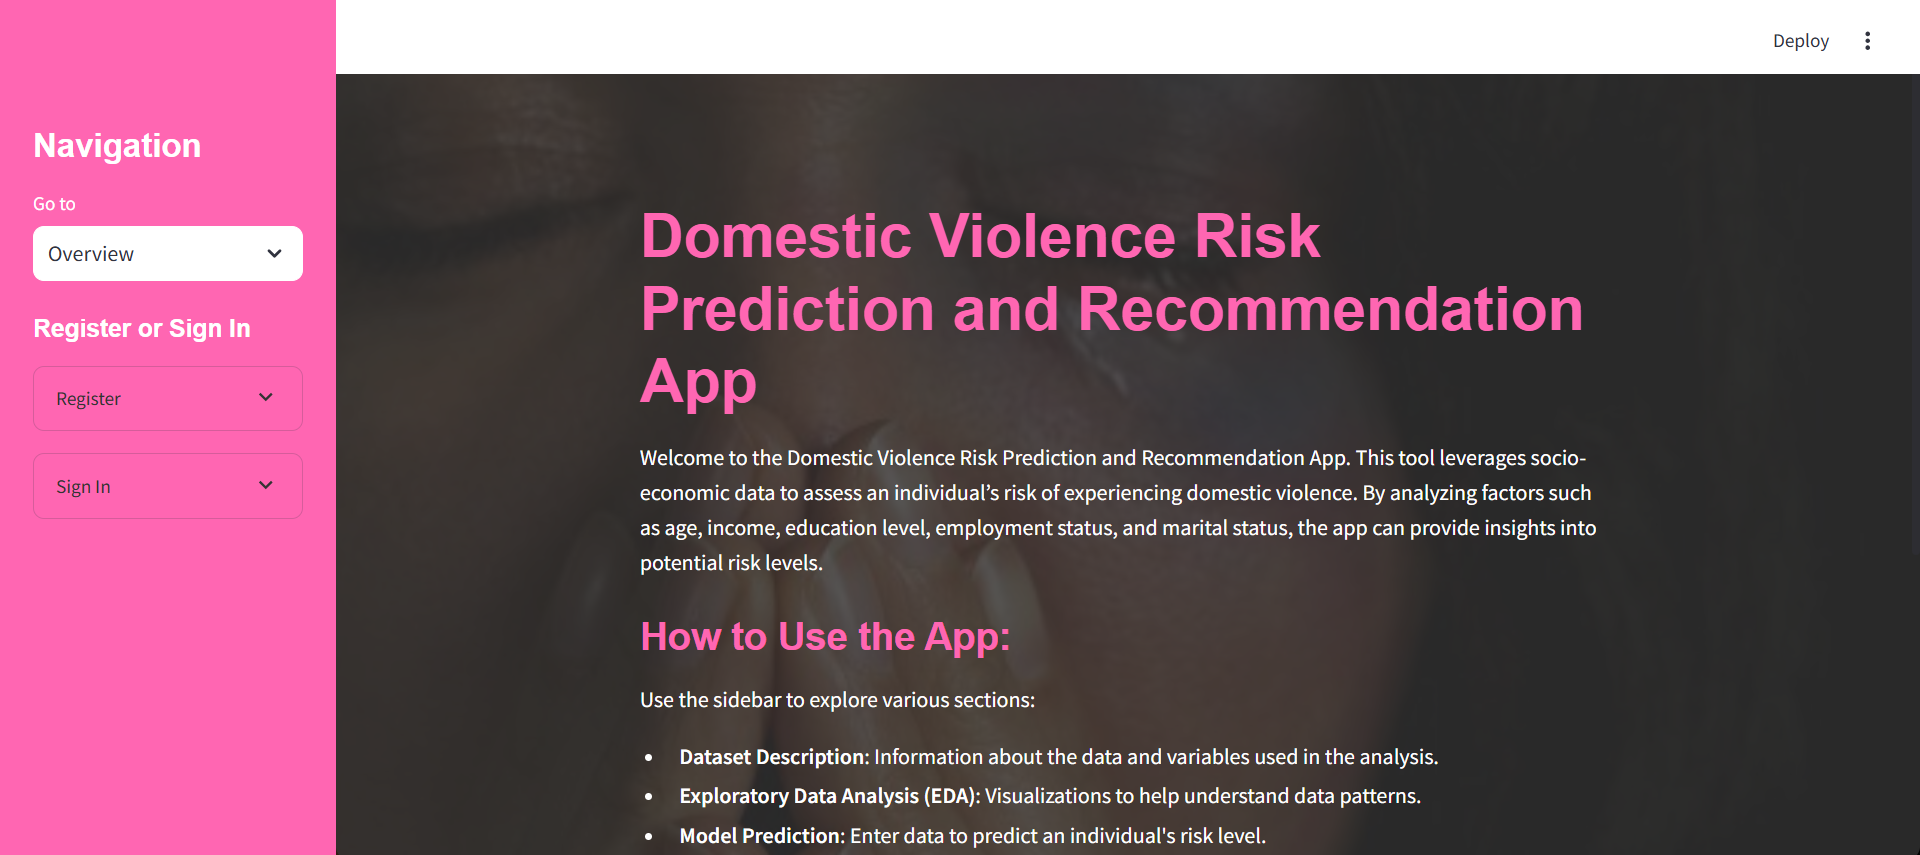 Deploy
Navigation
Go to
Overview
Register or Sign In
Register
Sign In
Domestic Violence Risk
Prediction and Recommendation
App
Welcome to the Domestic Violence Risk Prediction and Recommendation App. This tool leverages socio-
economic data to assess an individual’s risk of experiencing domestic violence. By analyzing factors such
as age, income, education level, employment status, and marital status, the app can provide insights into
potential risk levels.
How to Use the App:
Use the sidebar to explore various sections:
• Dataset Description: Information about the data and variables used in the analysis.
• Exploratory Data Analysis (EDA): Visualizations to help understand data patterns.
• Model Prediction: Enter data to predict an individual's risk level.